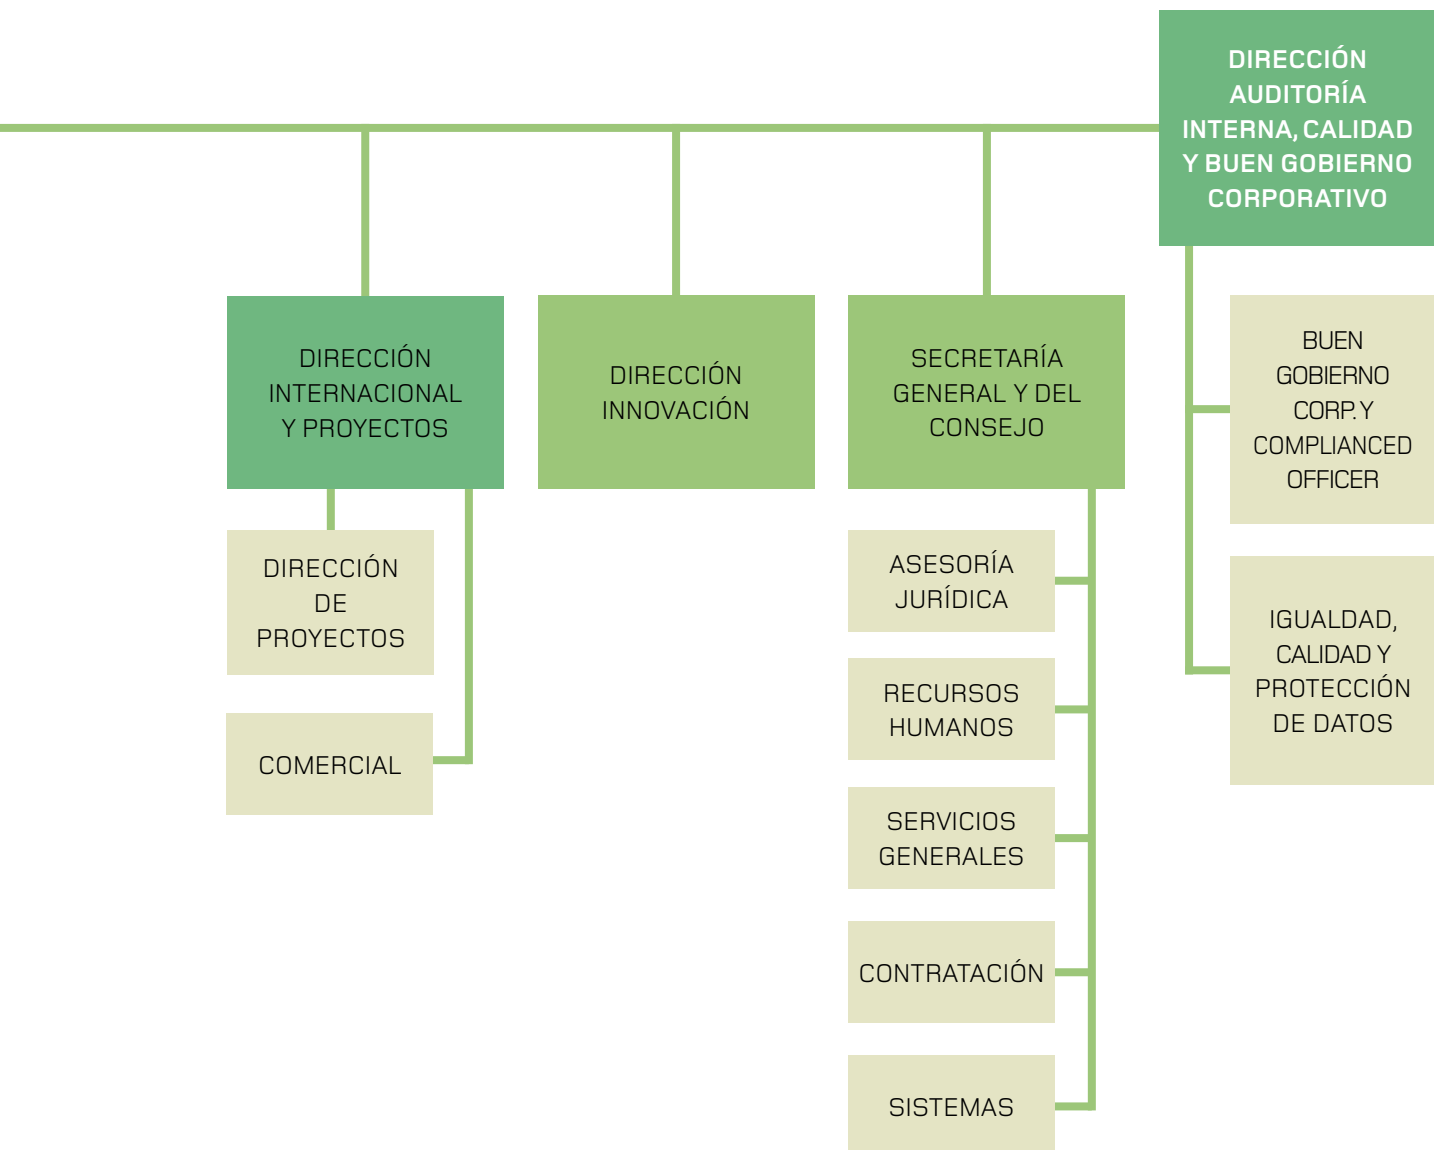 DIRECCIÓN
AUDITORÍA
INTERNA, CALIDAD
Y BUEN GOBIERNO
CORPORATIVO
DIRECCIÓN
INTERNACIONAL
Y PROYECTOS
DIRECCIÓN
INNOVACIÓN
SECRETARÍA
GENERAL Y DEL
CONSEJO
BUEN
GOBIERNO
CORP. Y
COMPLIANCED
OFFICER
DIRECCIÓN
DE
PROYECTOS
COMERCIAL
ASESORÍA
JURÍDICA
RECURSOS
HUMANOS
SERVICIOS
GENERALES
CONTRATACIÓN
SISTEMAS
IGUALDAD,
CALIDAD Y
PROTECCIÓN
DE DATOS